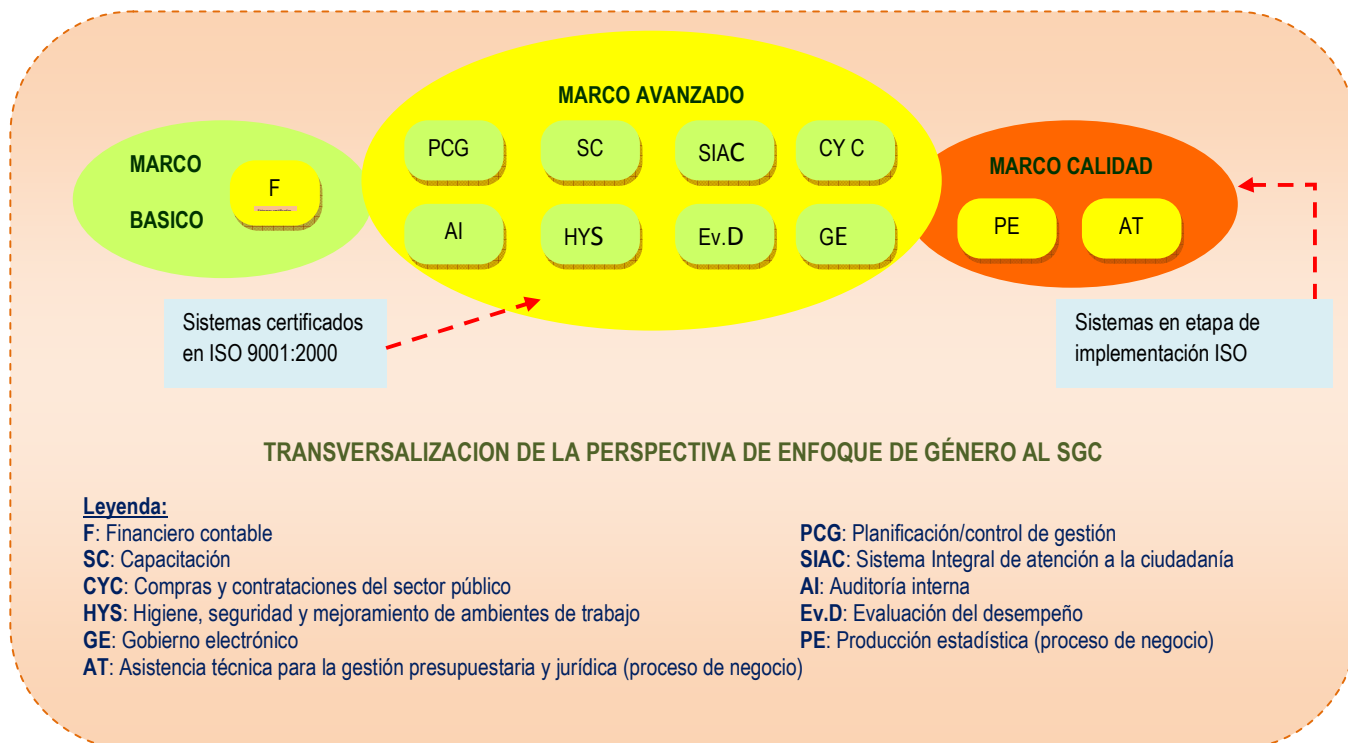 MARCO AVANZADO
MARCO
BASICO
F
PCG
SC
SIAC
CY C
AI
HYS
Ev.D
GE
MARCO CALIDAD
PE
AT
Sistemas certificados
en ISO 9001:2000
Sistemas en etapa de
implementación ISO
TRANSVERSALIZACION DE LA PERSPECTIVA DE ENFOQUE DE GÉNERO AL SGC
Leyenda:
F: Financiero contable
SC: Capacitación
CYC: Compras y contrataciones del sector público
HYS: Higiene, seguridad y mejoramiento de ambientes de trabajo
GE: Gobierno electrónico
AT: Asistencia técnica para la gestión presupuestaria y jurídica (proceso de negocio)
PCG: Planificación/control de gestión
SIAC: Sistema Integral de atención a la ciudadanía
AI: Auditoría interna
Ev.D: Evaluación del desempeño
PE: Producción estadística (proceso de negocio)